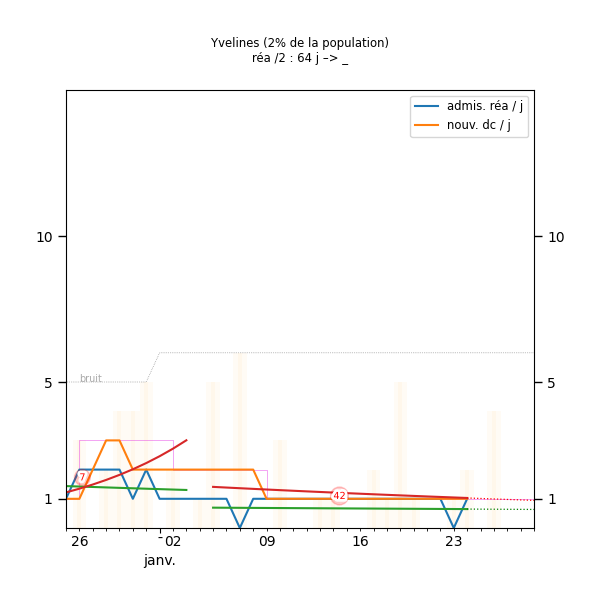 Yvelines (2% de la population)
réa /2 : 64 j –> _
admis. réa / j
nouv. dc / j
10 10
5 5
bruit
7
42
1 1
26 02 09 16 23
janv.